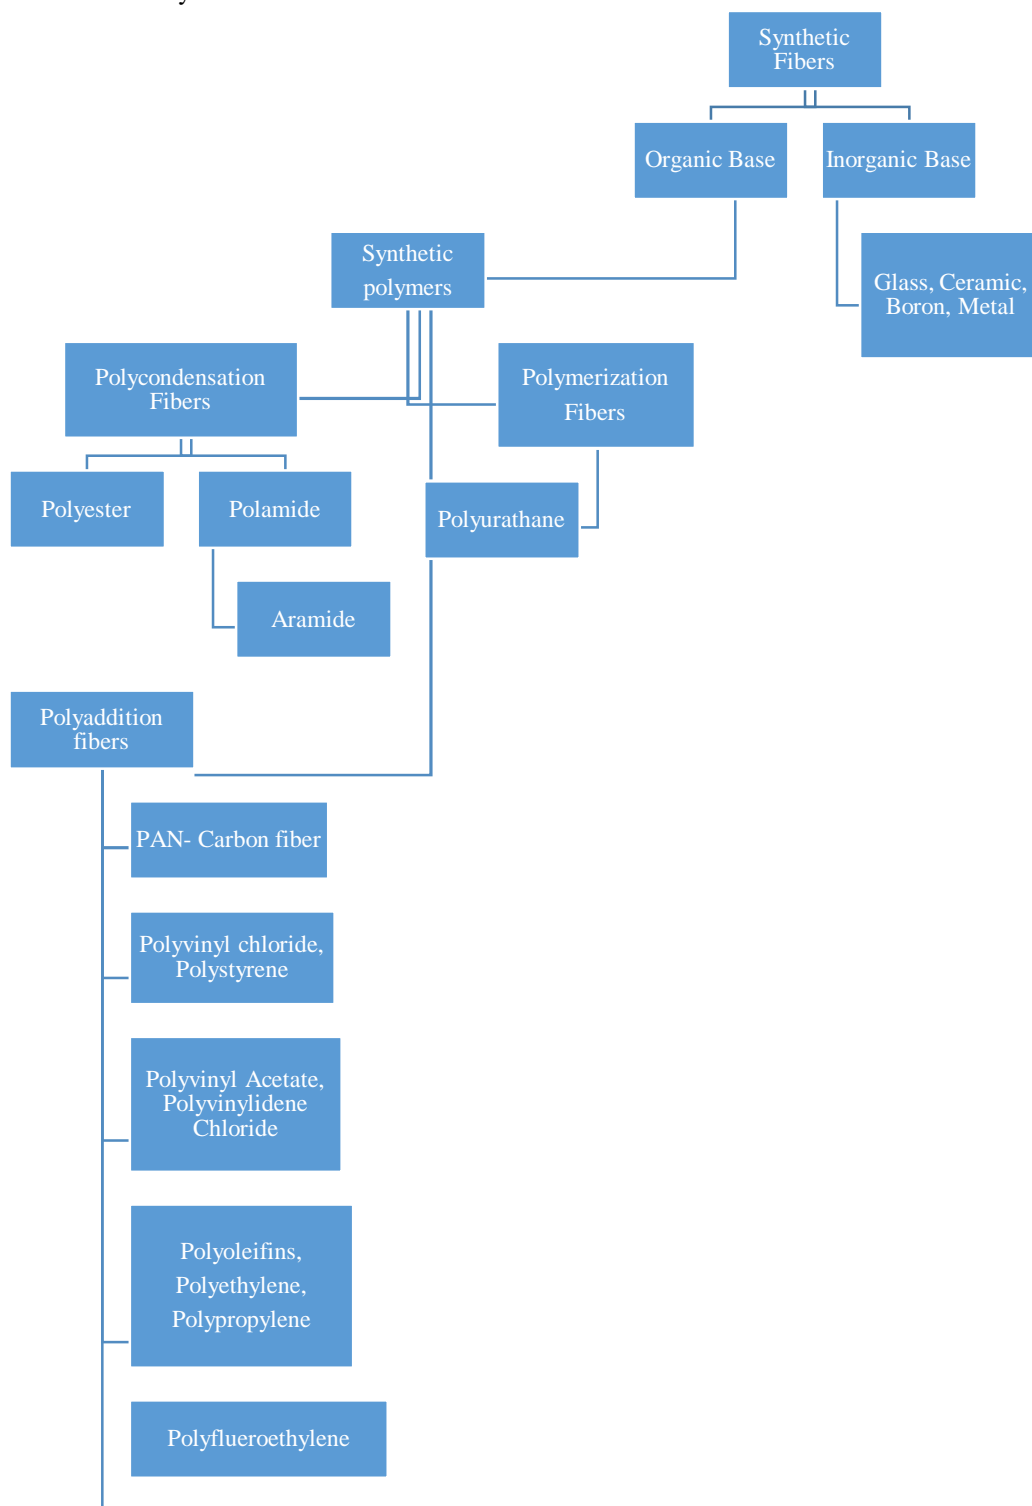 Synthetic
Fibers
Organic Base
Inorganic Base
Synthetic
polymers
Glass, Ceramic,
Boron, Metal
Polycondensation
Fibers
Polymerization
Fibers
Polyester
Polamide
Polyurathane
Aramide
Polyaddition
fibers
PAN- Carbon fiber
Polyvinyl chloride,
Polystyrene
Polyvinyl Acetate,
Polyvinylidene
Chloride
Polyoleifins,
Polyethylene,
Polypropylene
Polyflueroethylene